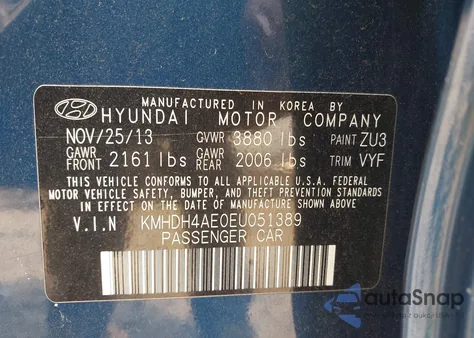 MANUFACTURED IN KOREA BY
HYUNDAI MOTOR COMPANY
NOV/25/13 GVWR 3880 lbs PAINT ZU3
GAWR FRONT 2161 lbs GAWR REAR 2006 lbs TRIM VYF
THIS VEHICLE CONFORMS TO ALL APPLICABLE U.S. FEDERAL
MOTOR VEHICLE SAFETY, BUMPER, AND THEFT PREVENTION
STANDARDS IN EFFECT ON THE DATE OF MANUFACTURE
SHOWN ABOVE.
V.I.N KMHDH4AE0EU051389
PASSENGER CAR
autoSnap